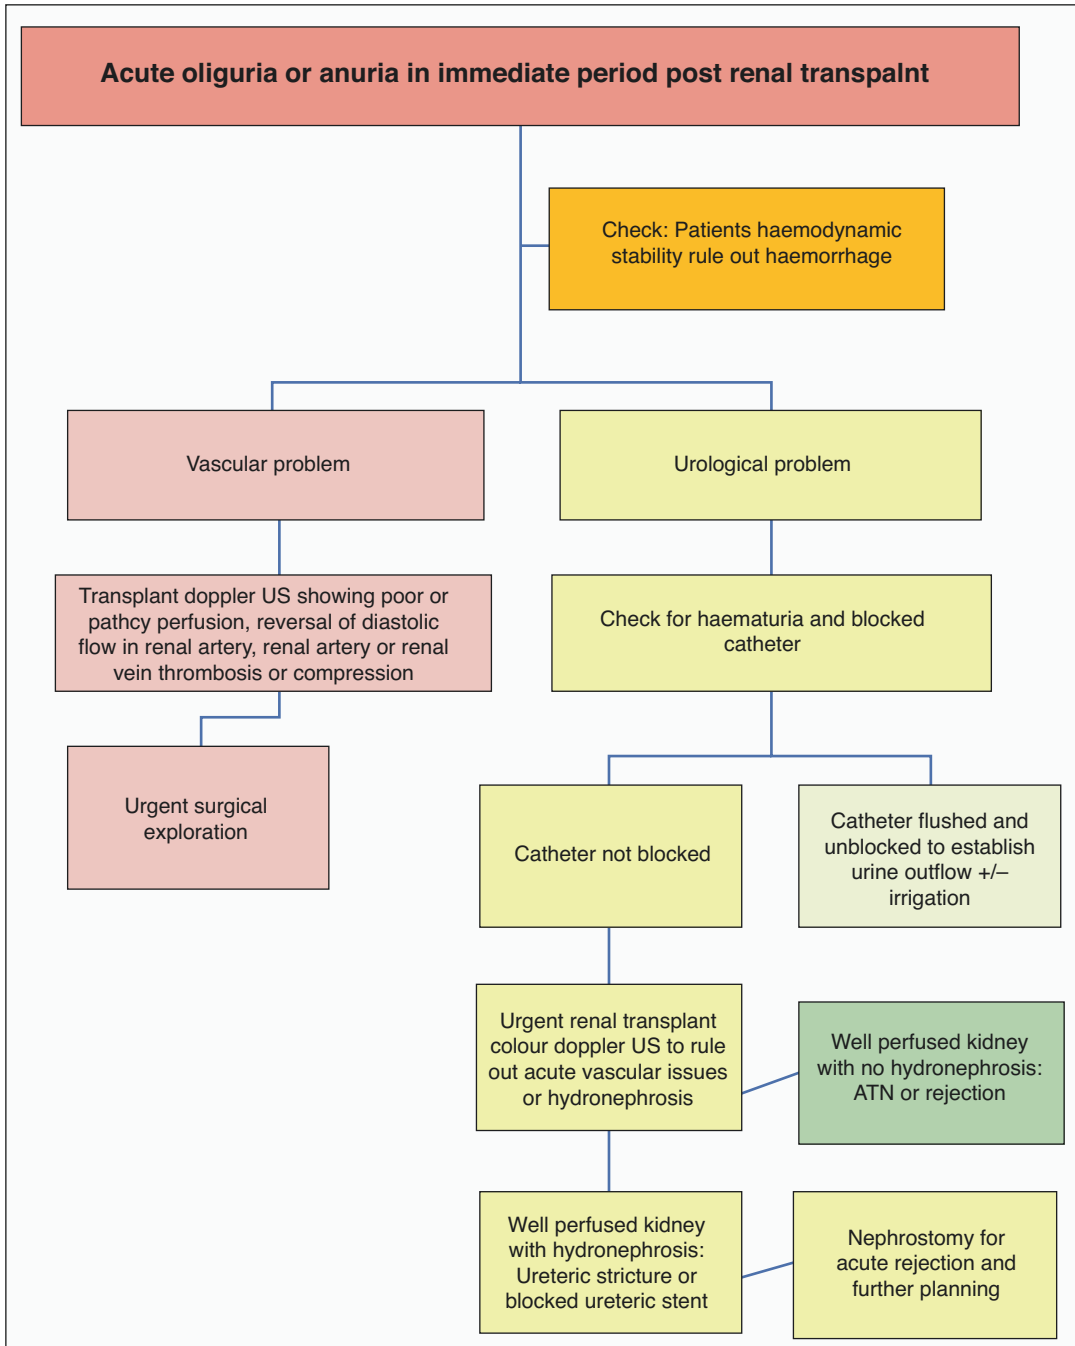 Acute oliguria or anuria in immediate period post renal transpalnt
Check: Patients haemodynamic
stability rule out haemorrhage
Vascular problem
Urological problem
Transplant doppler US showing poor or
pathcy perfusion, reversal of diastolic
flow in renal artery, renal artery or renal
vein thrombosis or compression
Check for haematuria and blocked
catheter
Urgent surgical
exploration
Catheter not blocked
Catheter flushed and
unblocked to establish
urine outflow +/–
irrigation
Urgent renal transplant
colour doppler US to rule
out acute vascular issues
or hydronephrosis
Well perfused kidney
with no hydronephrosis:
ATN or rejection
Well perfused kidney
with hydronephrosis:
Ureteric stricture or
blocked ureteric stent
Nephrostomy for
acute rejection and
further planning